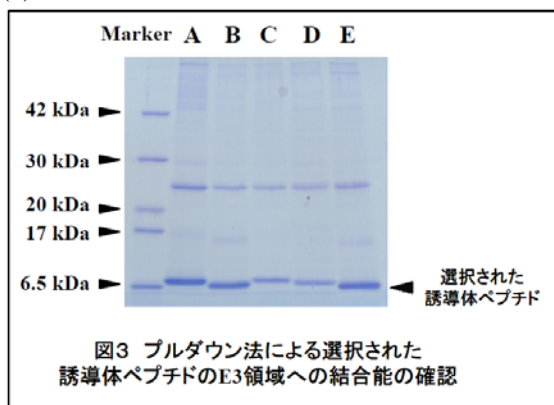 Marker A B C D E
42 kDa
30 kDa
20 kDa
17 kDa
6.5 kDa
選択された
誘導体ペプチド
図3 プルダウン法による選択された
誘導体ペプチドのE3領域への結合能の確認